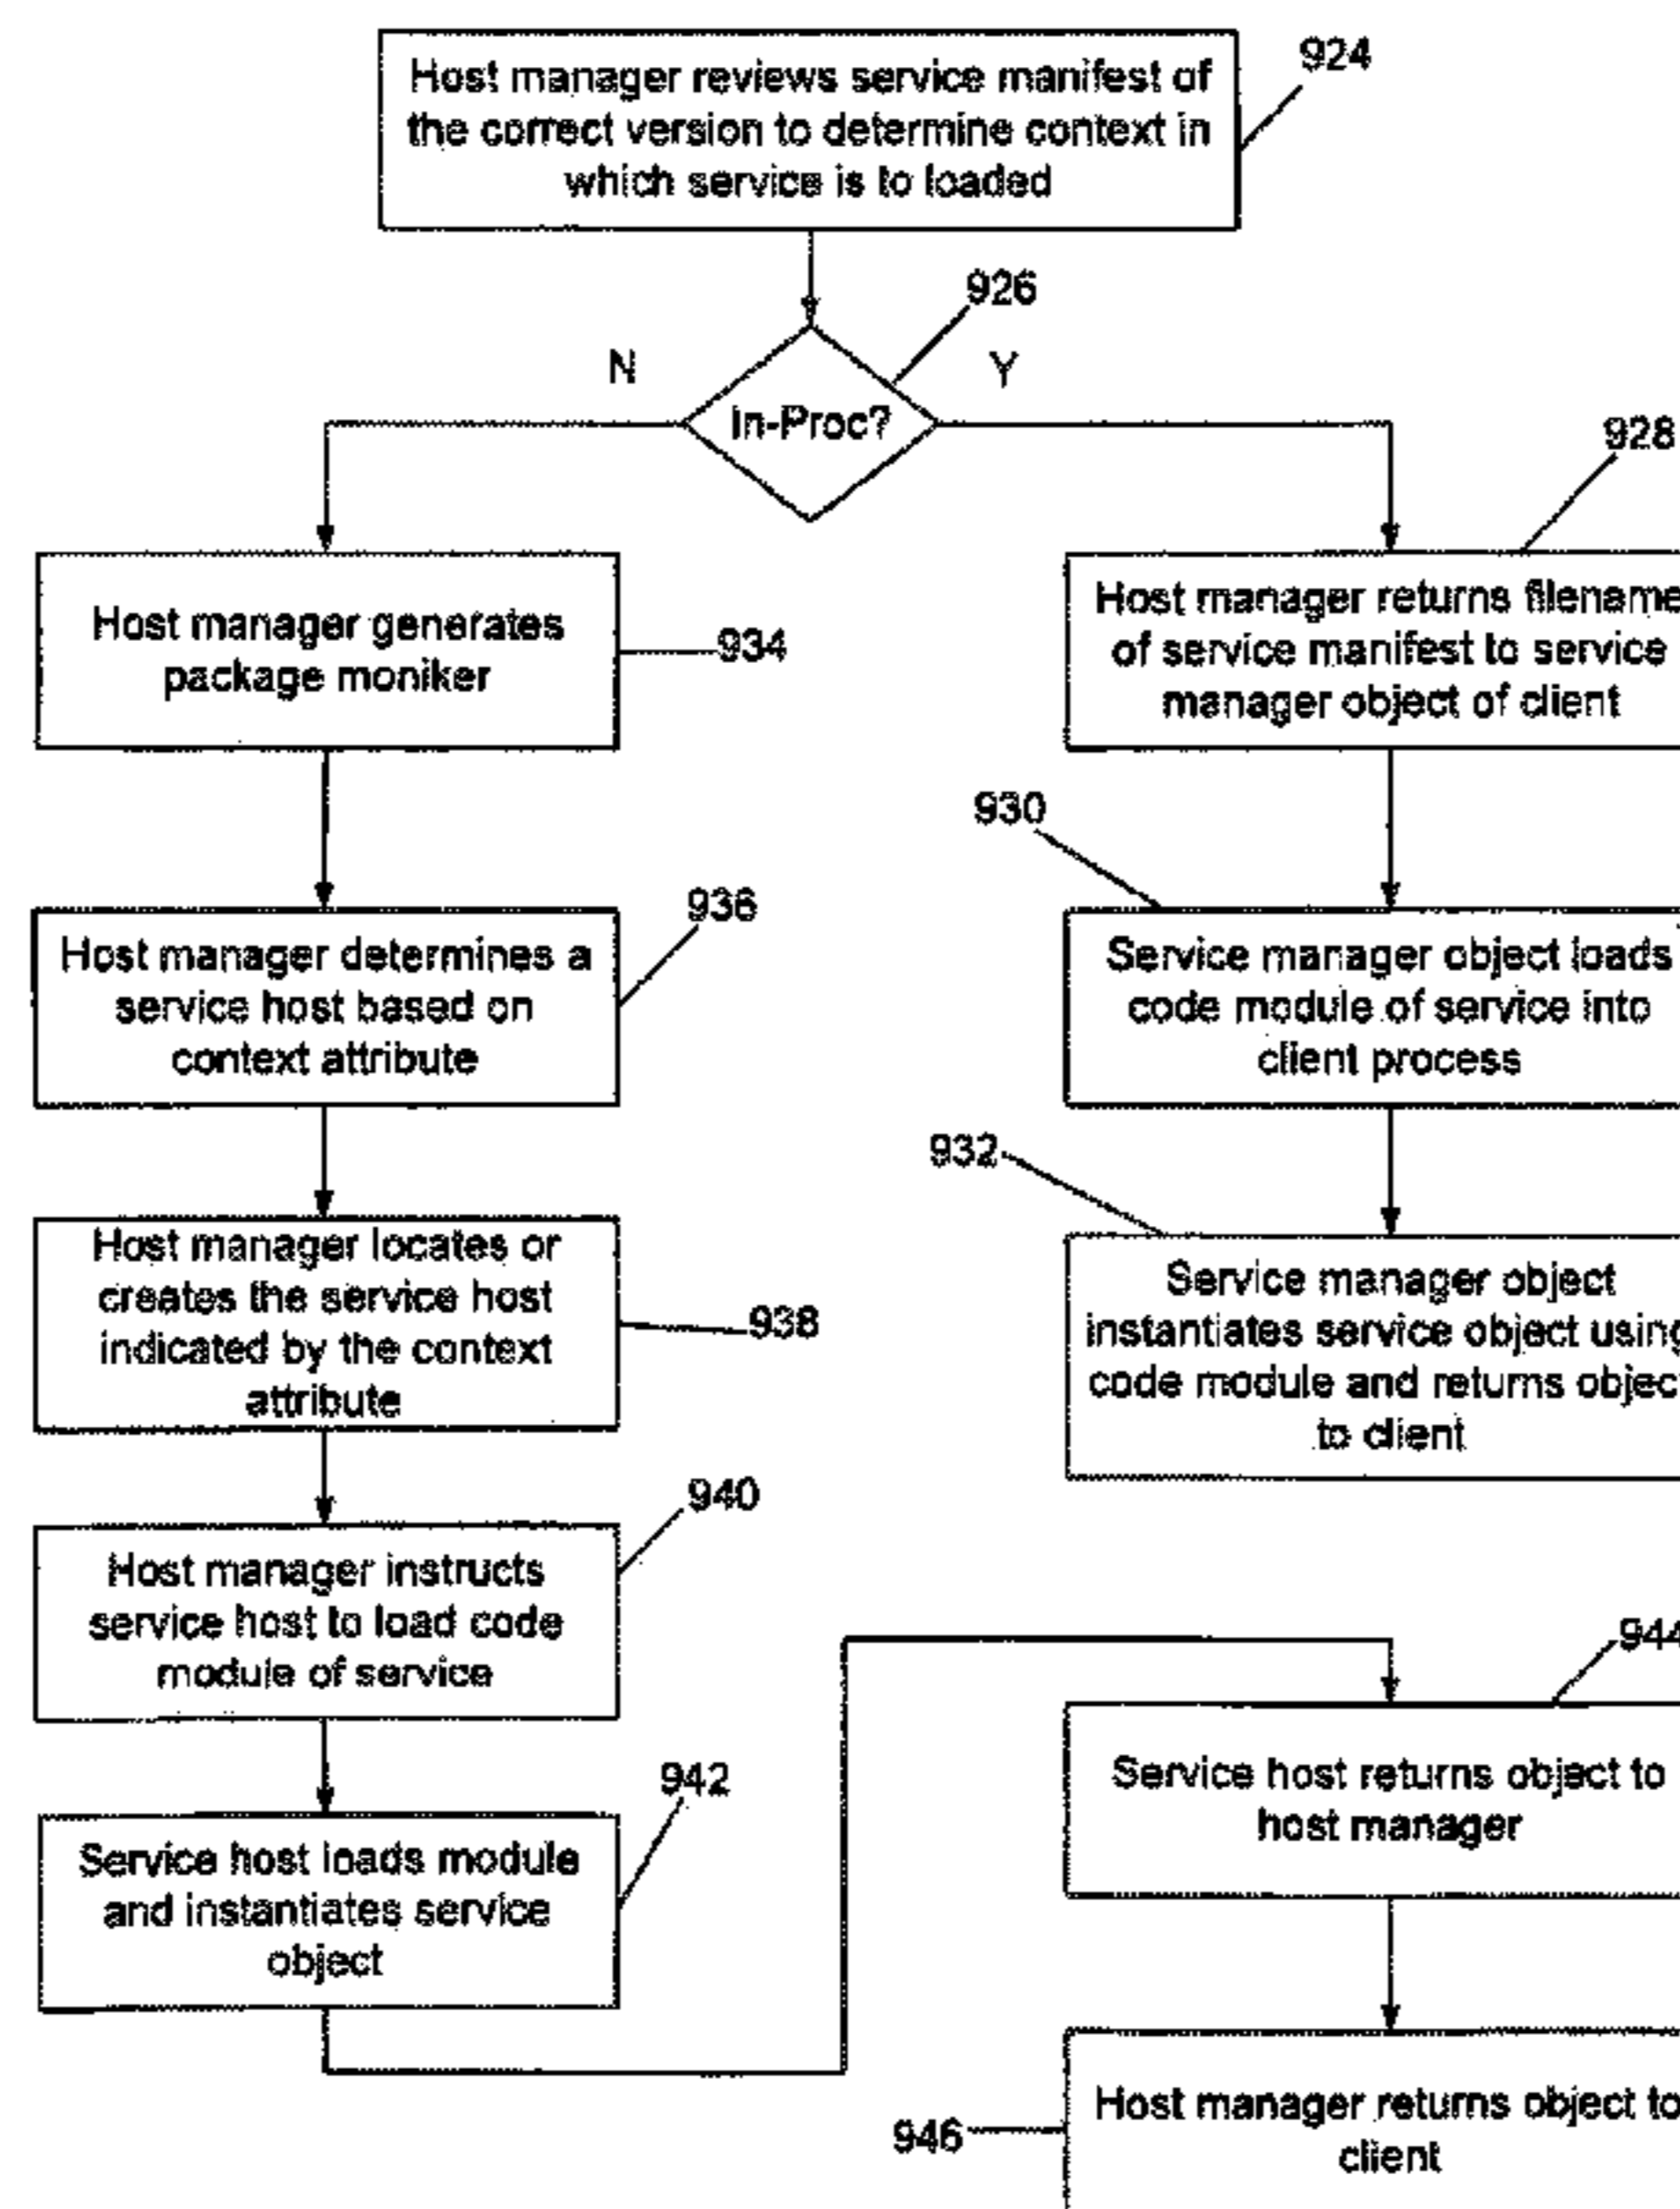 Host manager reviews service manifest of
the correct version to determine context in
which service is to loaded
924
926
N
Y
In-Proc?
928
Host manager generates
package moniker
934
Host manager returns filename
of service manifest to service
manager object of client
930
936
Host manager determines a
service host based on
context attribute
Service manager object loads
code module of service into
client process
932
Host manager locates or
creates the service host
indicated by the context
attribute
938
Service manager object
instantiates service object using
code module and returns object
to client
940
Host manager instructs
service host to load code
module of service
944
942
Service host loads module
and instantiates service
object
Service host returns object to
host manager
946
Host manager returns object to
client